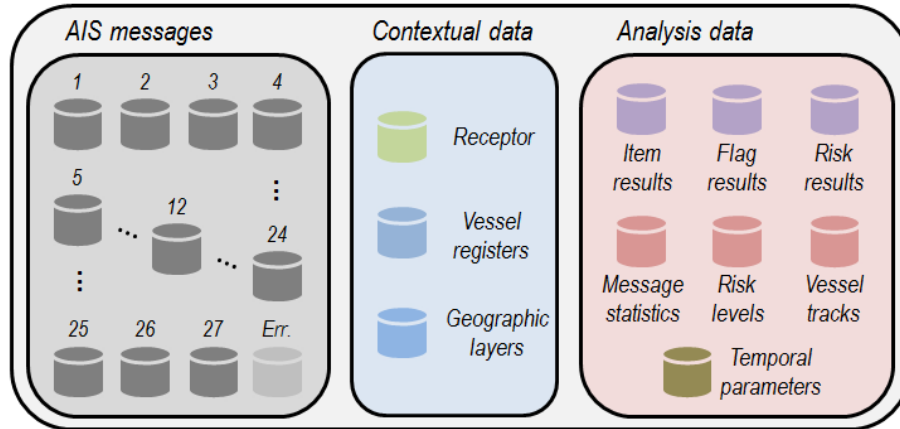 AIS messages
1 2 3 4
5
12
24
25 26 27 Err.
Contextual data
Receptor
Vessel
registers
Geographic
layers
Analysis data
Item
results
Flag
results
Risk
results
Message
statistics
Risk
levels
Vessel
tracks
Temporal
parameters